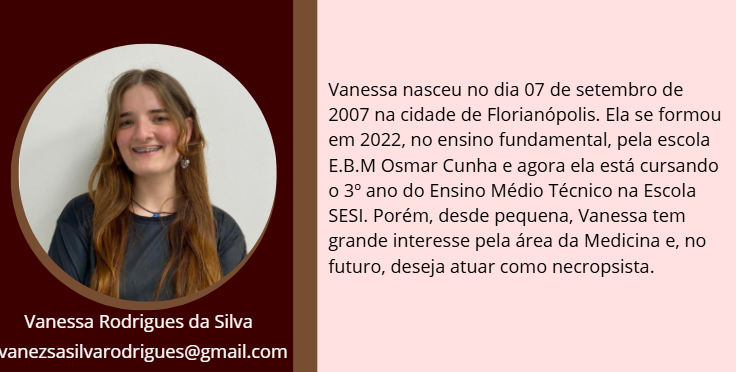 Vanessa nasceu no dia 07 de setembro de
2007 na cidade de Florianópolis. Ela se formou
em 2022, no ensino fundamental, pela escola
E.B.M Osmar Cunha e agora ela está cursando
o 3º ano do Ensino Médio Técnico na Escola
SESI. Porém, desde pequena, Vanessa tem
grande interesse pela área da Medicina e, no
futuro, deseja atuar como necropsista.
Vanessa Rodrigues da Silva
vanezsasilvarodrigues@gmail.com